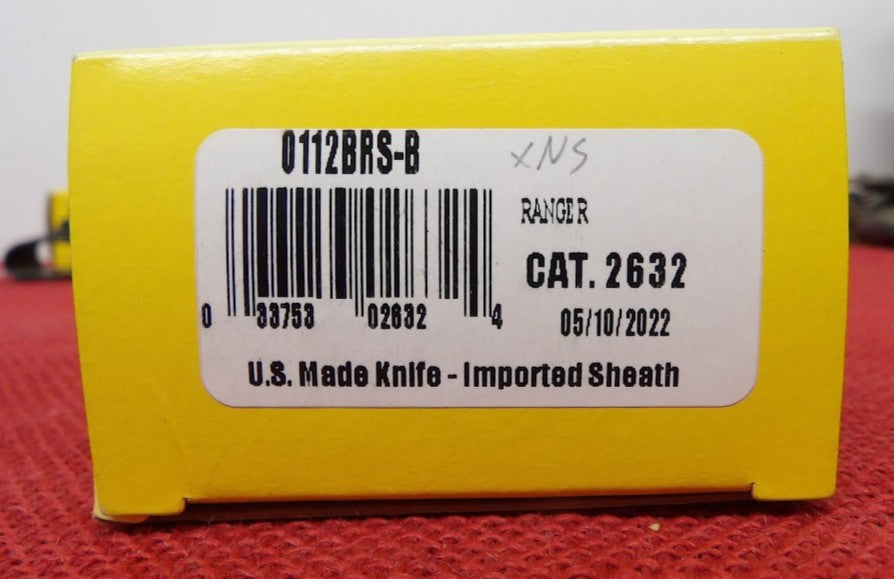 0112BRS-B
xNS
RANGER
CAT. 2632
05/10/2022
0 33753 02632 4
U.S. Made Knife - Imported Sheath